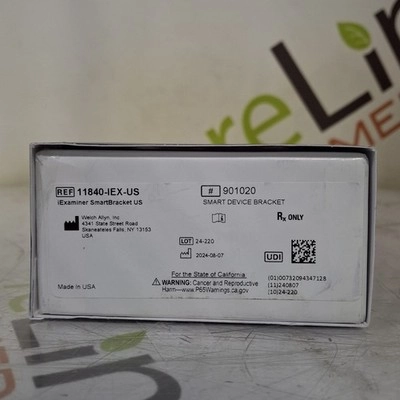 REF 11840-IEX-US
iExaminer SmartBracket US
# 901020
SMART DEVICE BRACKET
Welch Allyn, Inc.
4341 State Street Road
Skaneateles Falls, NY 13153
USA
Rx ONLY
LOT 24-220
2024-08-07
UDI
For the State of California
WARNING: Cancer and Reproductive
Harm—www.P65Warnings.ca.gov
Made in USA
(01)00732094347128
(11)240807
(10)24-220